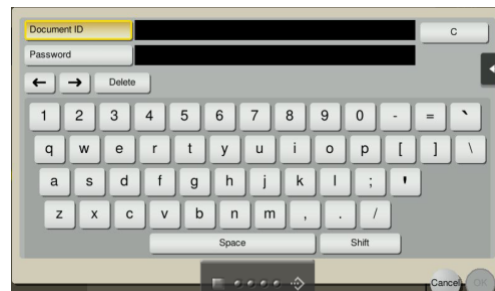 Document ID
C
Password
← → Delete
1 2 3 4 5 6 7 8 9 0 - = `
q w e r t y u i o p [ ] \
a s d f g h j k l ; '
z x c v b n m , . /
Space Shift
Cancel OK